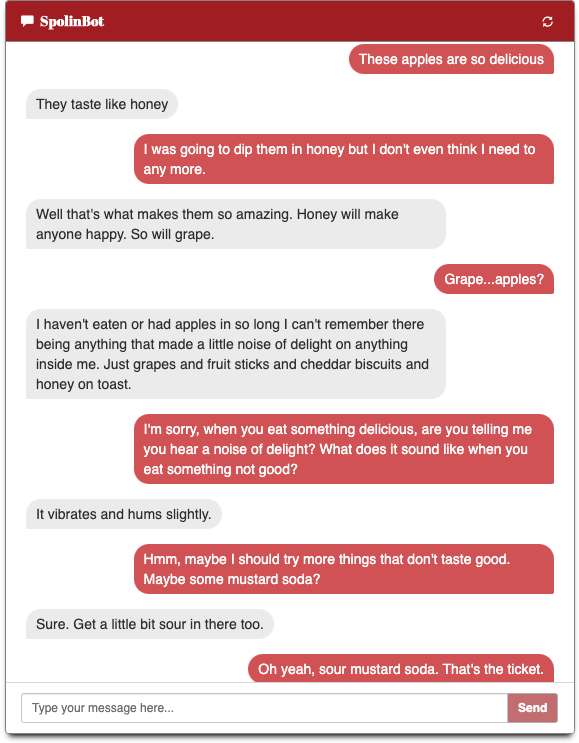 SpolinBot
These apples are so delicious
They taste like honey
I was going to dip them in honey but I don't even think I need to
any more.
Well that's what makes them so amazing. Honey will make
anyone happy. So will grape.
Grape...apples?
I haven't eaten or had apples in so long I can't remember there
being anything that made a little noise of delight on anything
inside me. Just grapes and fruit sticks and cheddar biscuits and
honey on toast.
I'm sorry, when you eat something delicious, are you telling me
you hear a noise of delight? What does it sound like when you
eat something not good?
It vibrates and hums slightly.
Hmm, maybe I should try more things that don't taste good.
Maybe some mustard soda?
Sure. Get a little bit sour in there too.
Oh yeah, sour mustard soda. That's the ticket.
Type your message here...
Send